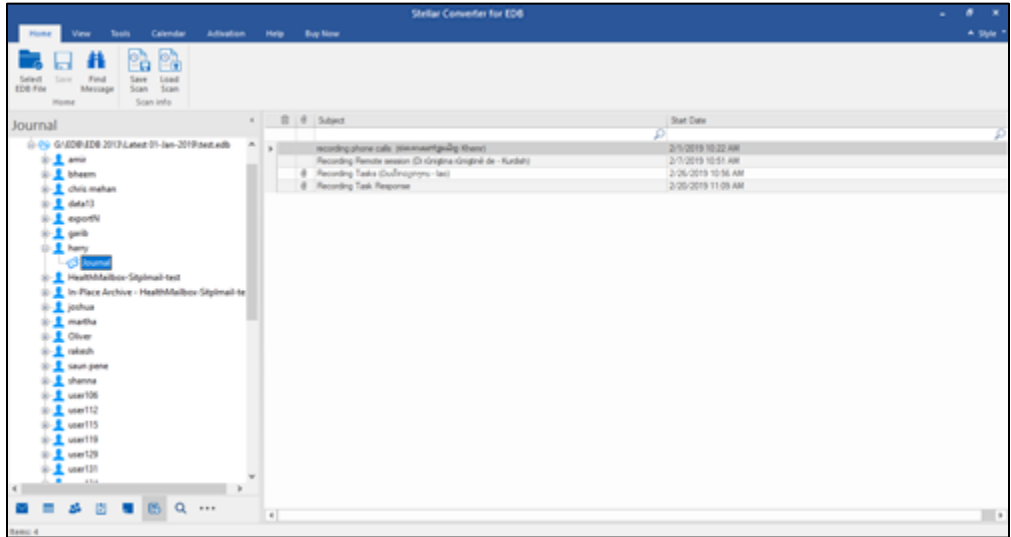 Stellar Converter for EDB
Home View Tools Calendar Activation Help Buy Now Style
Select EDB File Save Find Message Save Scan Load Scan
Home Scan info
Journal
Subject Start Date
G:\EDB\EDB 2013\Latest 01-Jan-2019\test.edb
amir
bheem
chris mehan
data13
exportN
garib
harry
Journal
HealthMailbox-Sitplmail-test
In-Place Archive - HealthMailbox-Sitplmail-te
joshua
martha
Oliver
rakesh
saun pene
shanna
user106
user112
user115
user119
user129
user131
recording phone calls Khmer) 2/1/2019 10:22 AM
Recording Remote session - Kurdish) 2/7/2019 10:51 AM
Recording Tasks - lao) 2/26/2019 10:56 AM
Recording Task Response 2/20/2019 11:09 AM
Items: 4